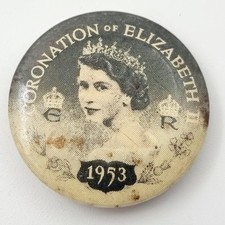 CORONATION OF ELIZABETH II
E R
1953